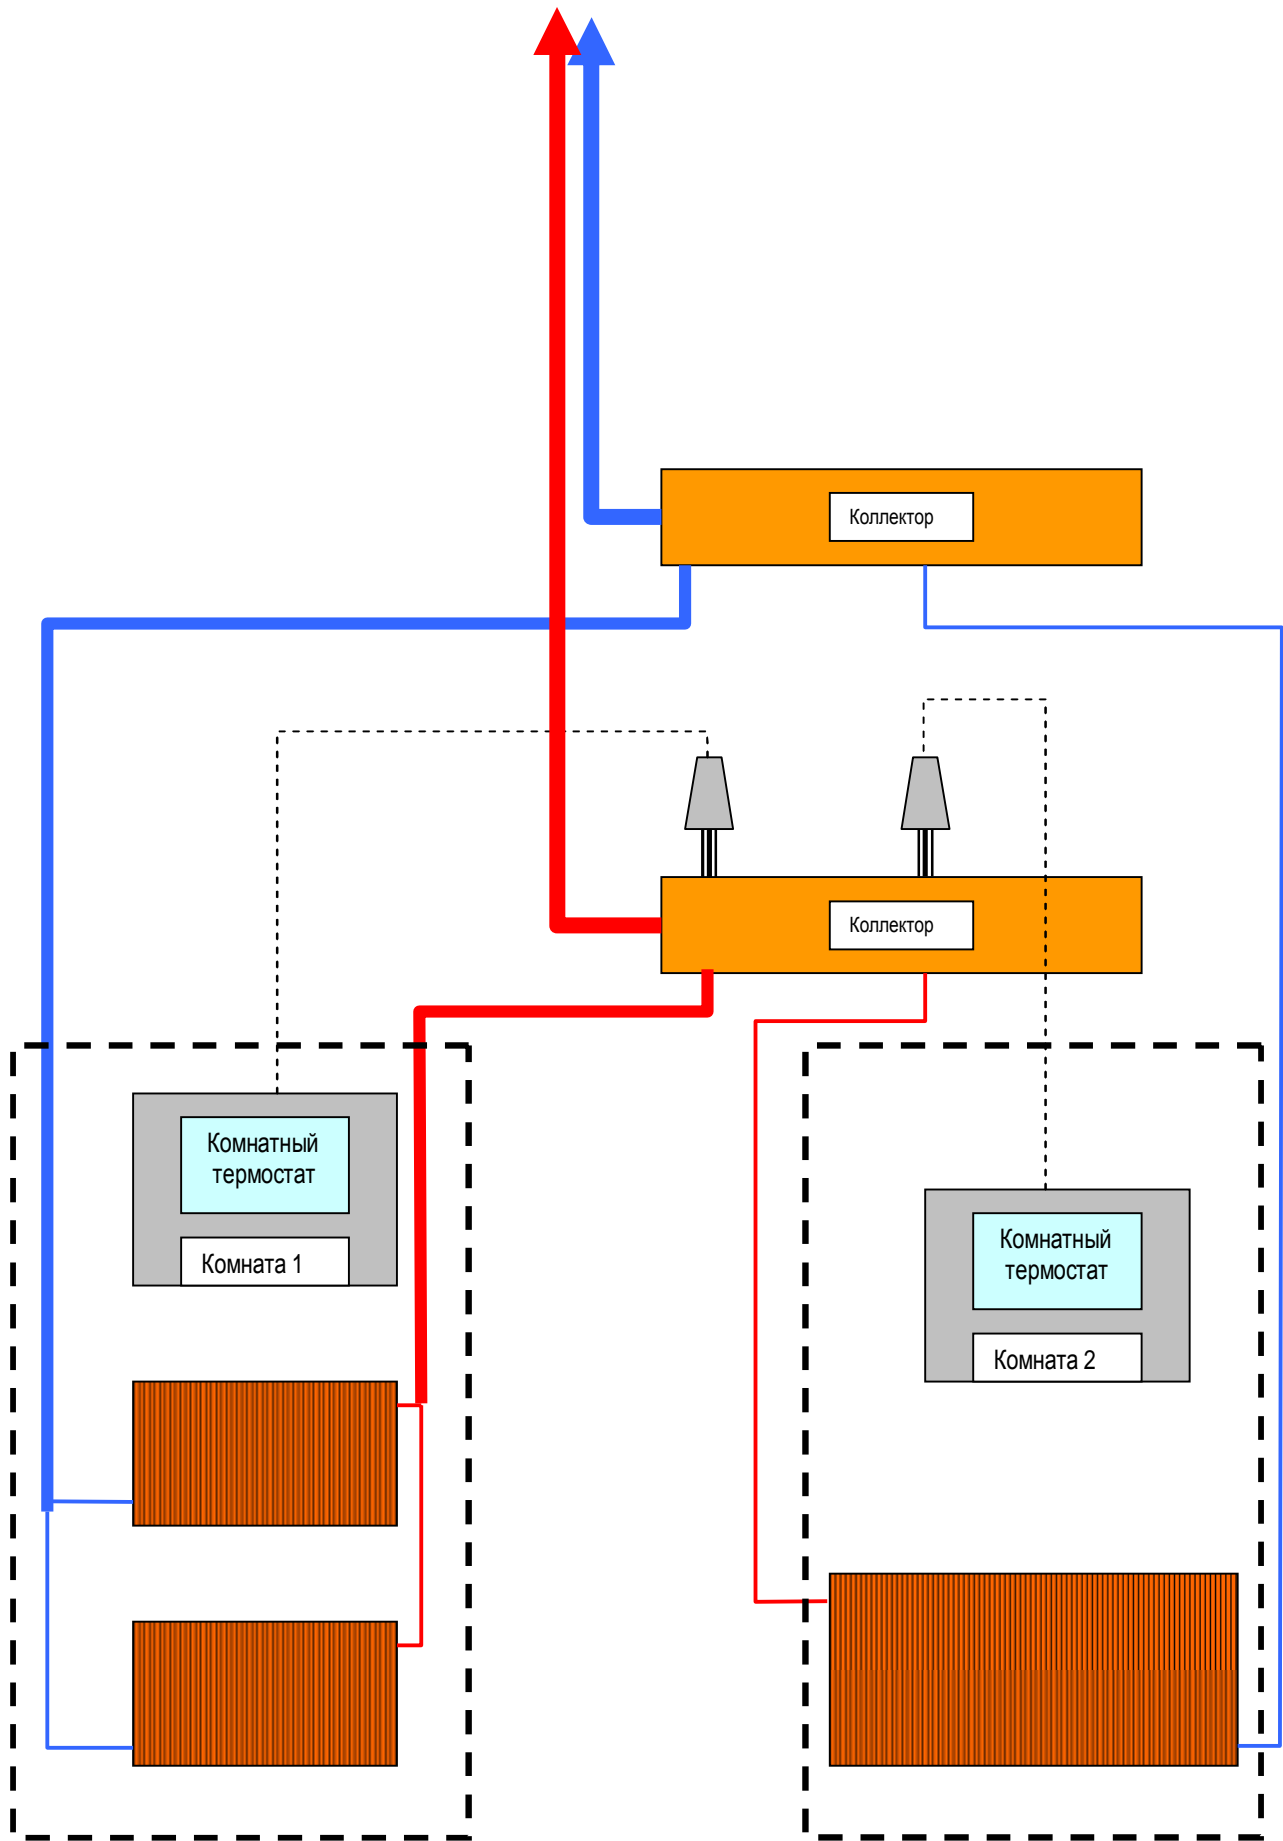 Коллектор
Коллектор
Комнатный
термостат
Комната 1
Комнатный
термостат
Комната 2